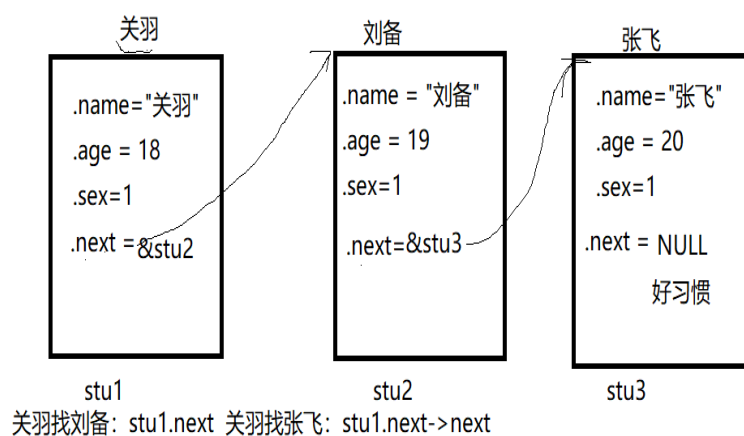 关羽 刘备 张飞
.name="关羽" .name = "刘备" .name="张飞"
.age = 18 .age = 19 .age = 20
.sex=1 .sex=1 .sex=1
.next =&stu2 .next=&stu3 .next = NULL
好习惯
stu1 stu2 stu3
关羽找刘备：stu1.next 关羽找张飞：stu1.next->next